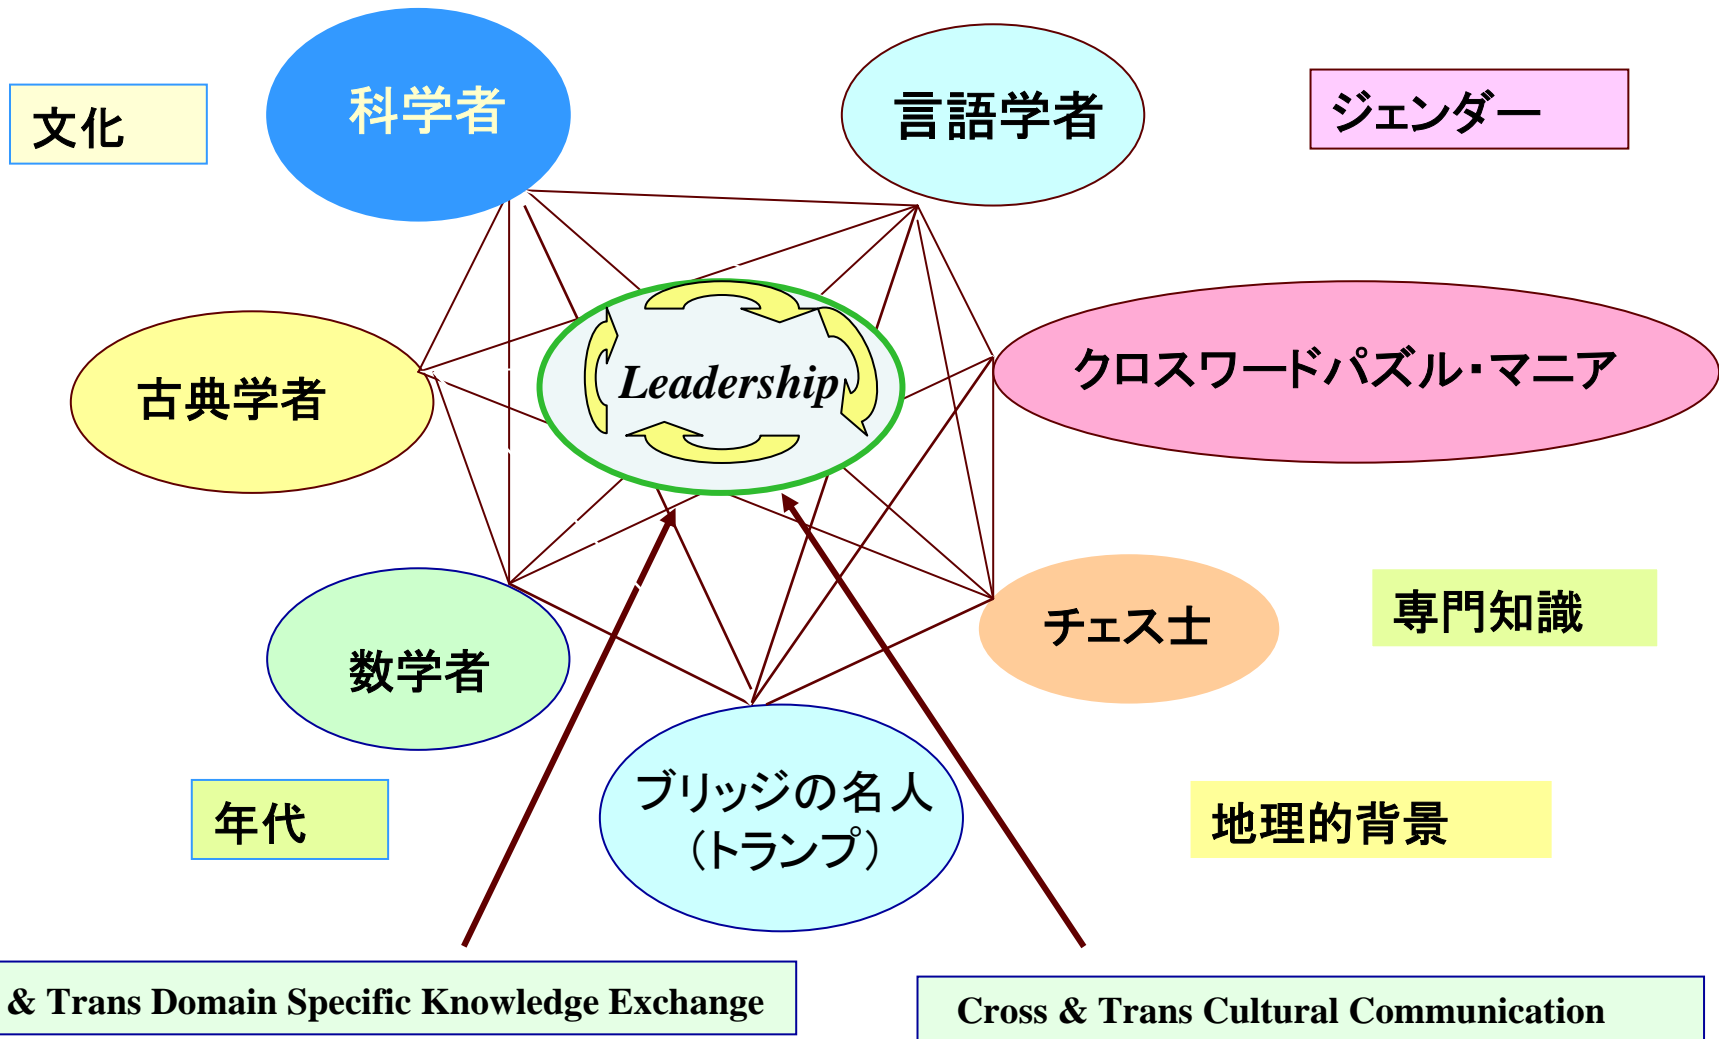 科学者
言語学者
ジェンダー
文化
クロスワードパズル・マニア
Leadership
古典学者
専門知識
チェス士
数学者
ブリッジの名人
（トランプ）
年代
地理的背景
& Trans Domain Specific Knowledge Exchange
Cross & Trans Cultural Communication